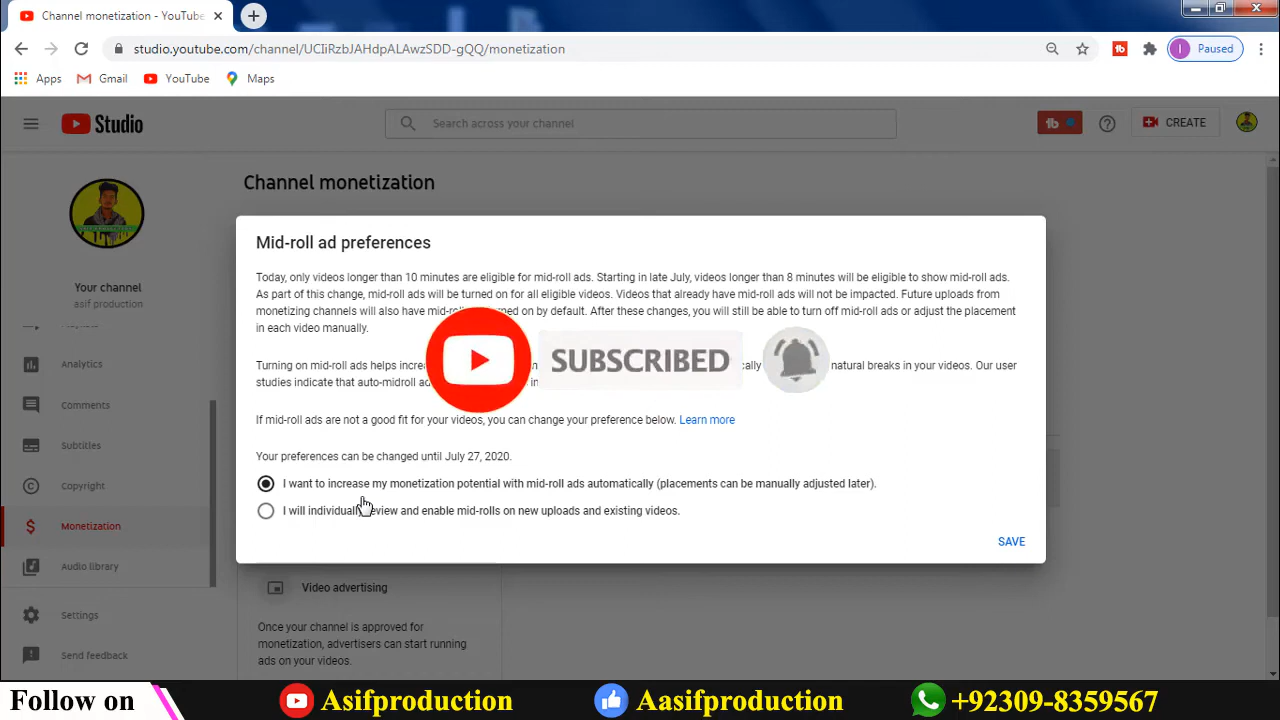 Channel monetization - YouTube
studio.youtube.com/channel/UCIiRzbJAHdpALAwzSDD-gQQ/monetization
Paused
Apps Gmail YouTube Maps
Studio
Search across your channel
CREATE
Channel monetization
Your channel
asif production
Analytics
Comments
Subtitles
Copyright
Monetization
Audio library
Settings
Send feedback
Mid-roll ad preferences
Today, only videos longer than 10 minutes are eligible for mid-roll ads. Starting in late July, videos longer than 8 minutes will be eligible to show mid-roll ads.
As part of this change, mid-roll ads will be turned on for all eligible videos. Videos that already have mid-roll ads will not be impacted. Future uploads from
monetizing channels will also have mid-roll turned on by default. After these changes, you will still be able to turn off mid-roll ads or adjust the placement
in each video manually.
Turning on mid-roll ads helps natural breaks in your videos. Our user
studies indicate that auto-midroll
SUBSCRIBED
If mid-roll ads are not a good fit for your videos, you can change your preference below. Learn more
Your preferences can be changed until July 27, 2020.
I want to increase my monetization potential with mid-roll ads automatically (placements can be manually adjusted later).
I will individually review and enable mid-rolls on new uploads and existing videos.
SAVE
Video advertising
Once your channel is approved for
monetization, advertisers can start running
ads on your videos.
Follow on Asifproduction Aasifproduction +92309-8359567